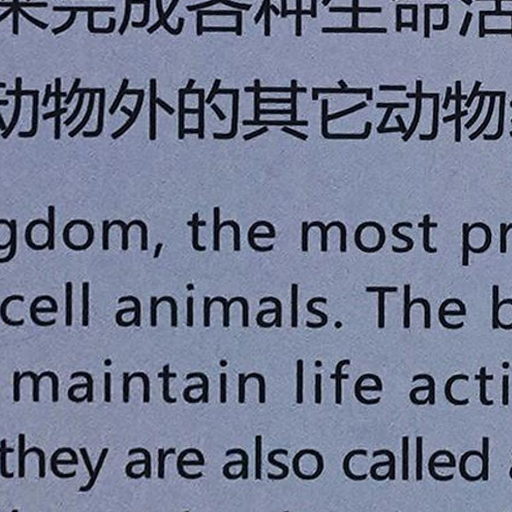 来完成各种生命活
动物外的其它动物
gdom, the most pr
cell animals. The b
maintain life acti
they are also called